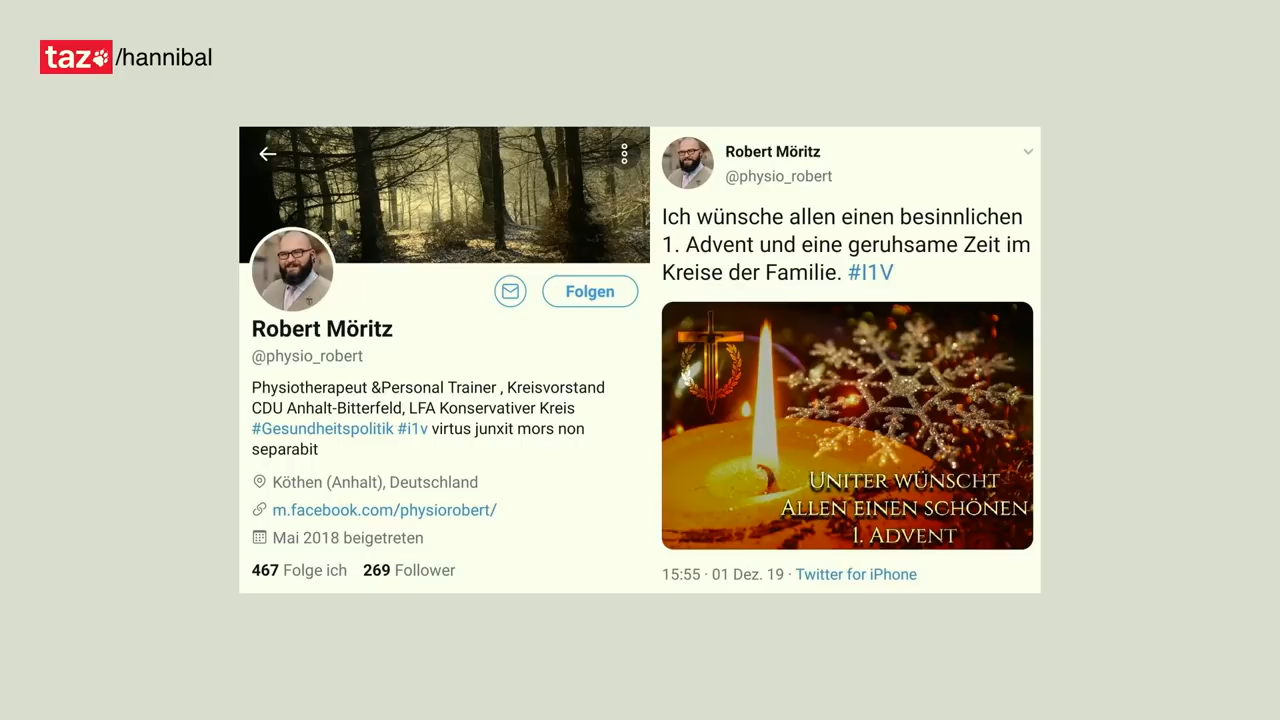 taz/hannibal
Robert Möritz
@physio_robert
Physiotherapeut &Personal Trainer , Kreisvorstand
CDU Anhalt-Bitterfeld, LFA Konservativer Kreis
#Gesundheitspolitik #i1v virtus junxit mors non
separabit
Köthen (Anhalt), Deutschland
m.facebook.com/physiorobert/
Mai 2018 beigetreten
467 Folge ich 269 Follower
Folgen
Robert Möritz
@physio_robert
Ich wünsche allen einen besinnlichen
1. Advent und eine geruhsame Zeit im
Kreise der Familie. #I1V
Uniter wünscht
allen einen schönen
1. Advent
15:55 · 01 Dez. 19 · Twitter for iPhone